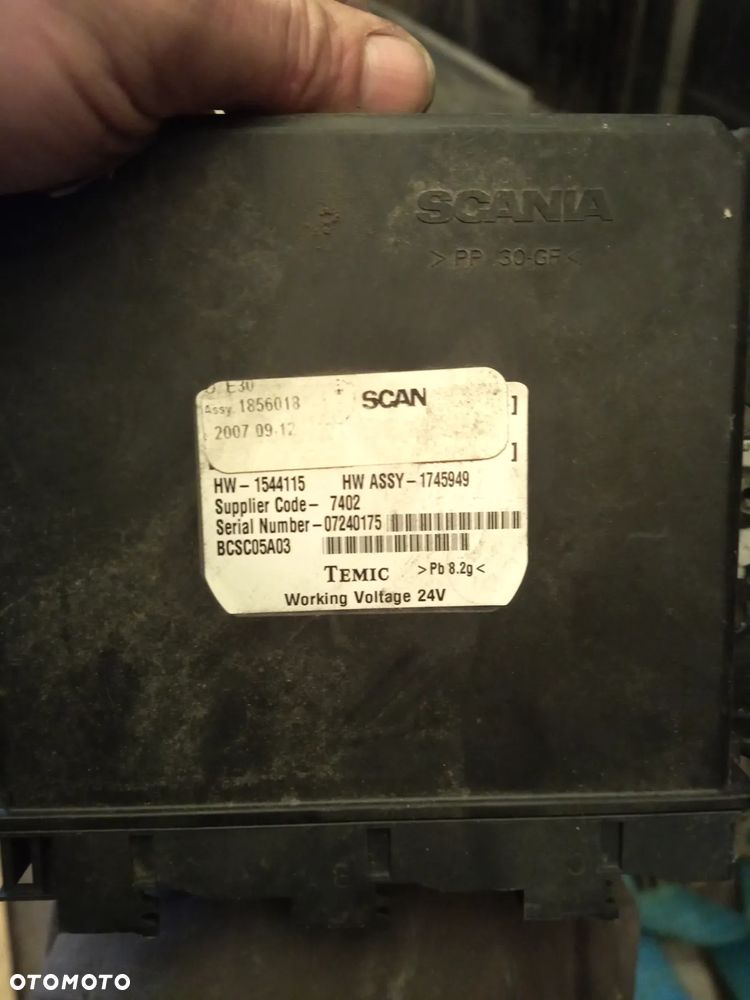 SCANIA
>PP 30-GF<
E30
Assy. 1856018
SCAN
2007 09.12
HW- 1544115 HW ASSY-1745949
Supplier Code- 7402
Serial Number-07240175
BCSC05A03
TEMIC >Pb 8.2g<
Working Voltage 24V
OTOMOTO